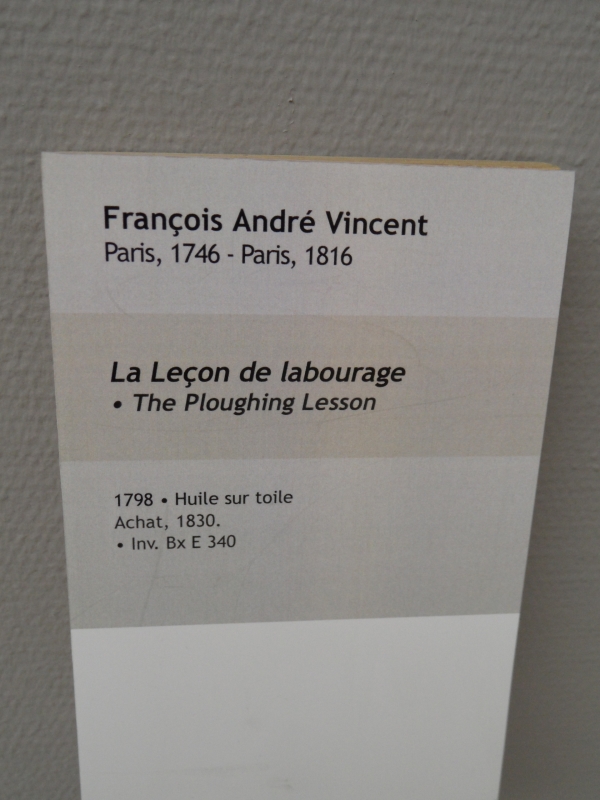 François André Vincent
Paris, 1746 - Paris, 1816
La Leçon de labourage
• The Ploughing Lesson
1798 • Huile sur toile
Achat, 1830.
• Inv. Bx E 340